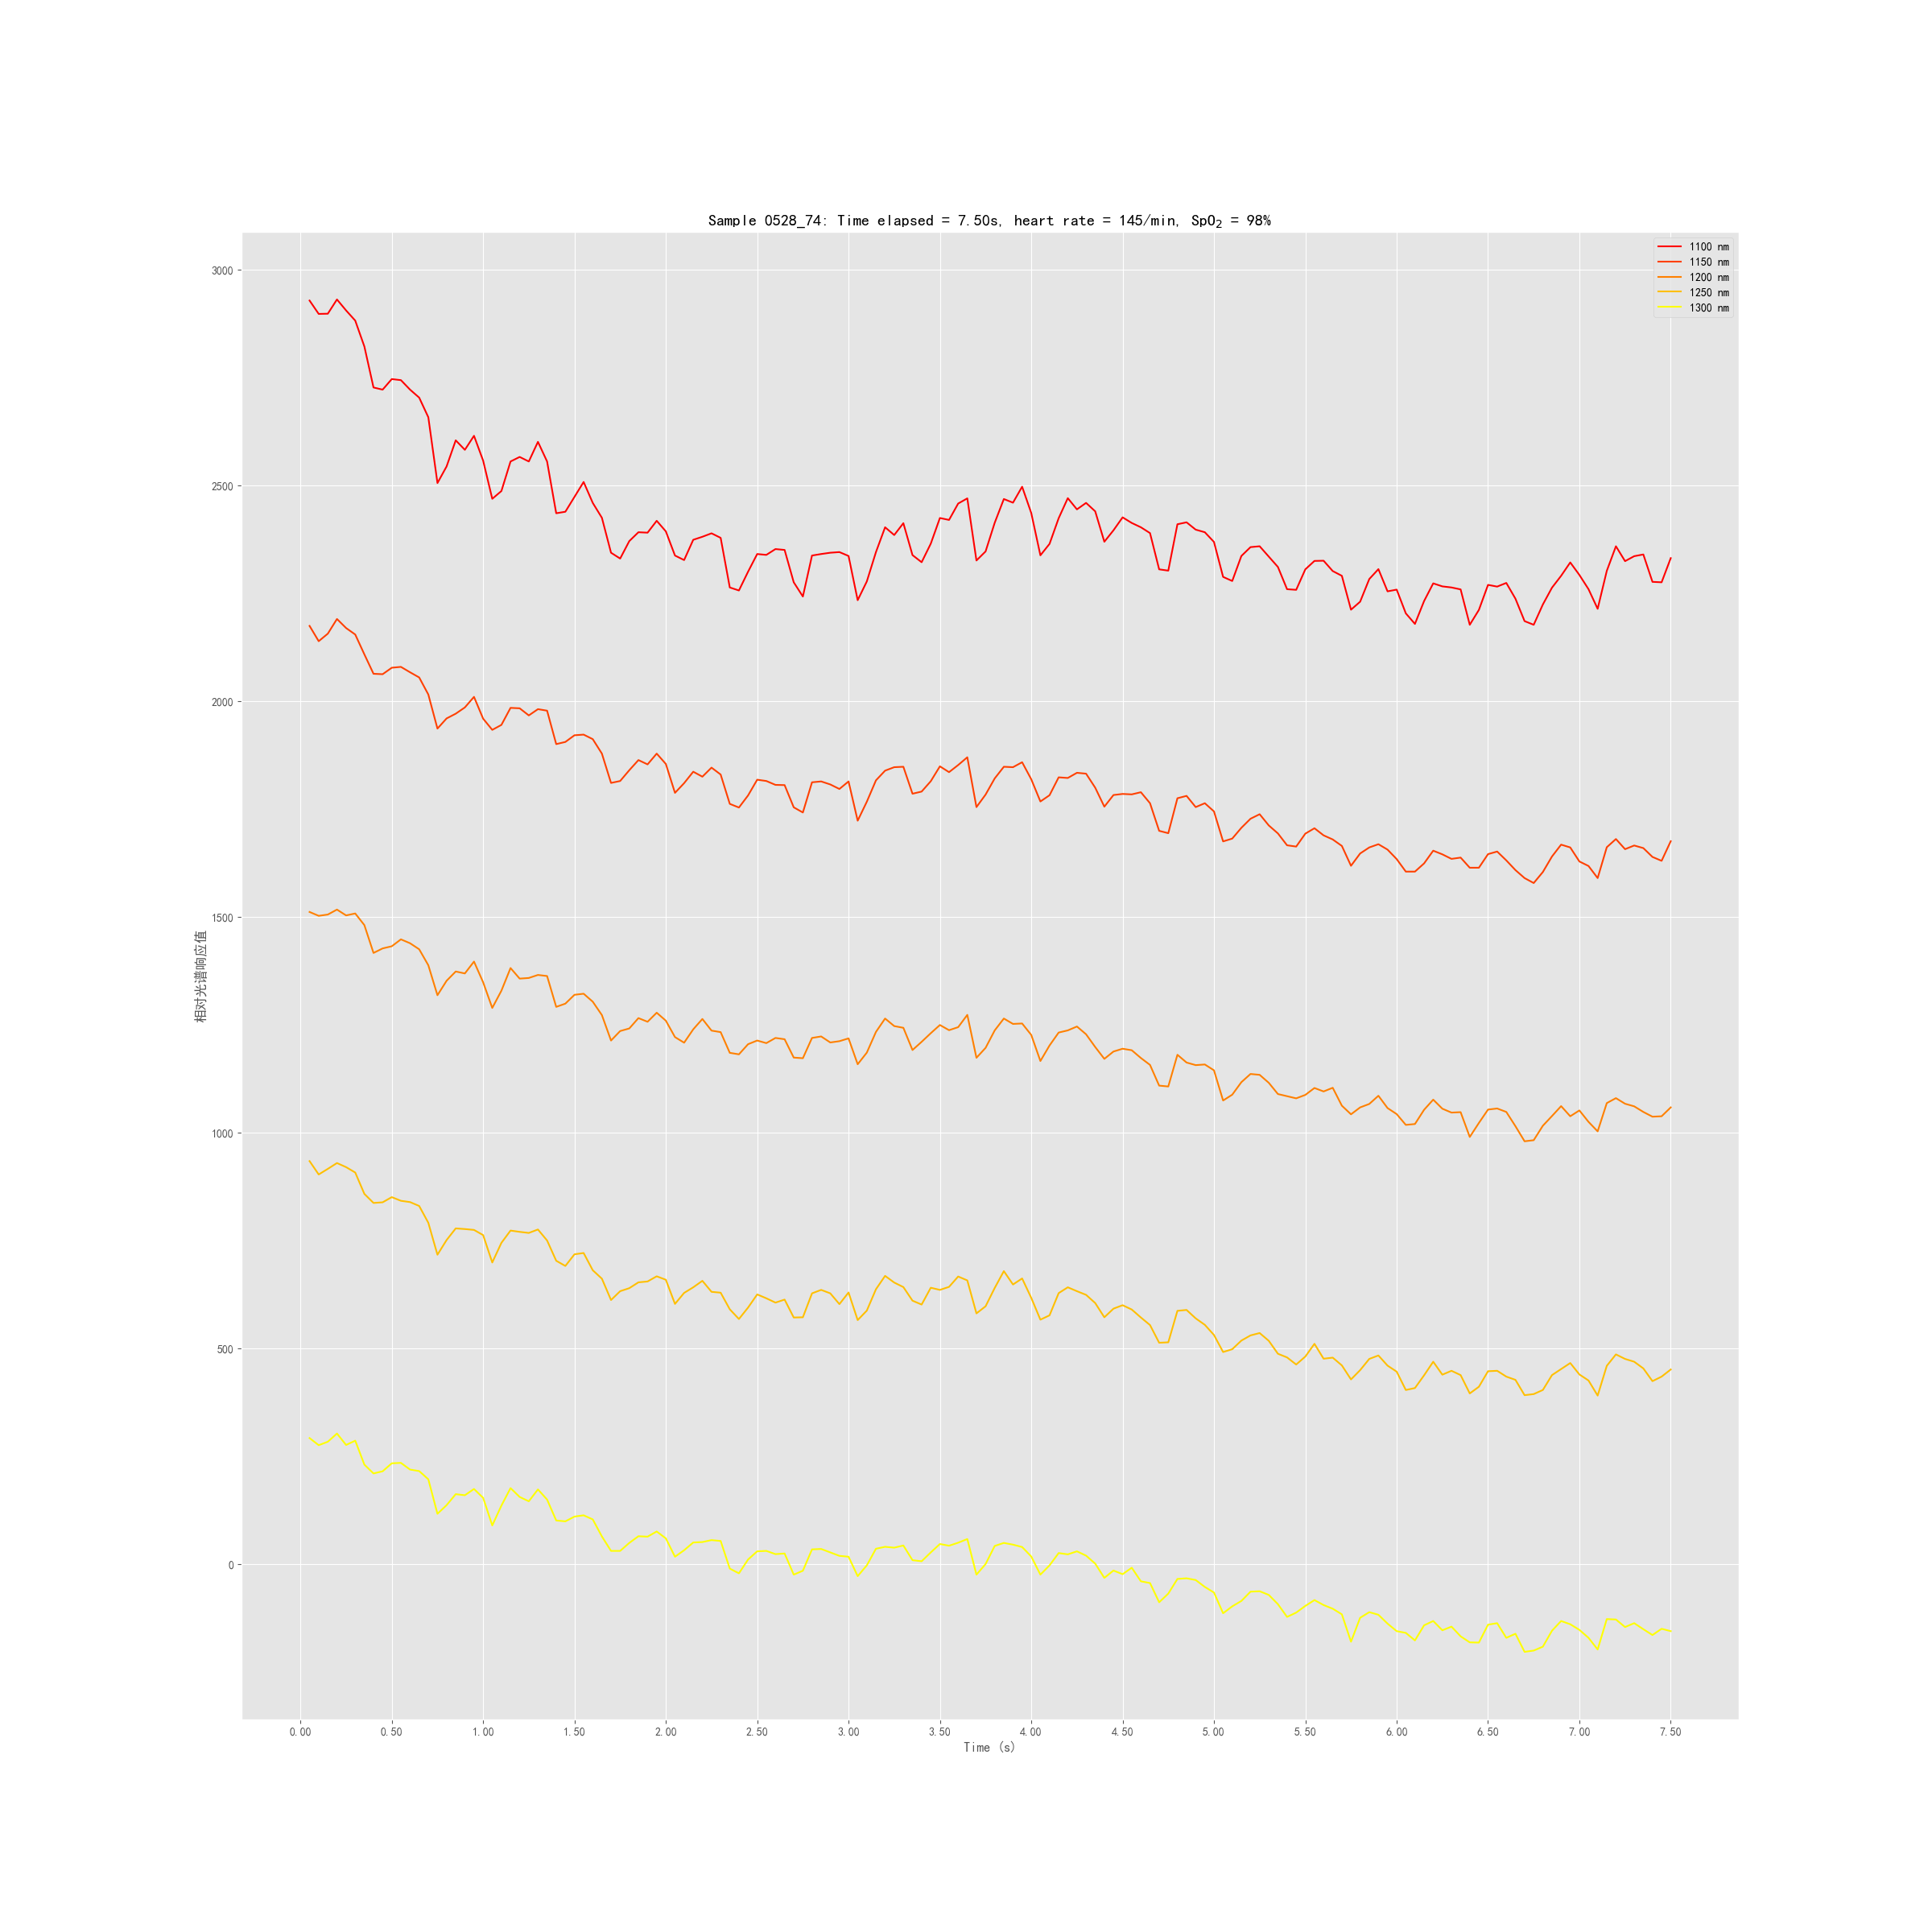 Sample 0528_74: Time elapsed = 7.50s, heart rate = 145/min, SpO₂ = 98%
1100 nm
1150 nm
1200 nm
1250 nm
1300 nm
3000
2500
2000
1500
1000
500
0
相对光谱响应值
0.00 0.50 1.00 1.50 2.00 2.50 3.00 3.50 4.00 4.50 5.00 5.50 6.00 6.50 7.00 7.50
Time (s)